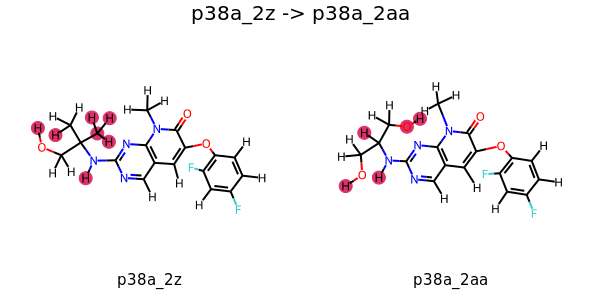 p38a_2z -> p38a_2aa
H H H H H H H H H H H H H H H
O N N N N N O O F F
H H H H H H H H H H H H H
O O N N N N N O O F F
p38a_2z p38a_2aa